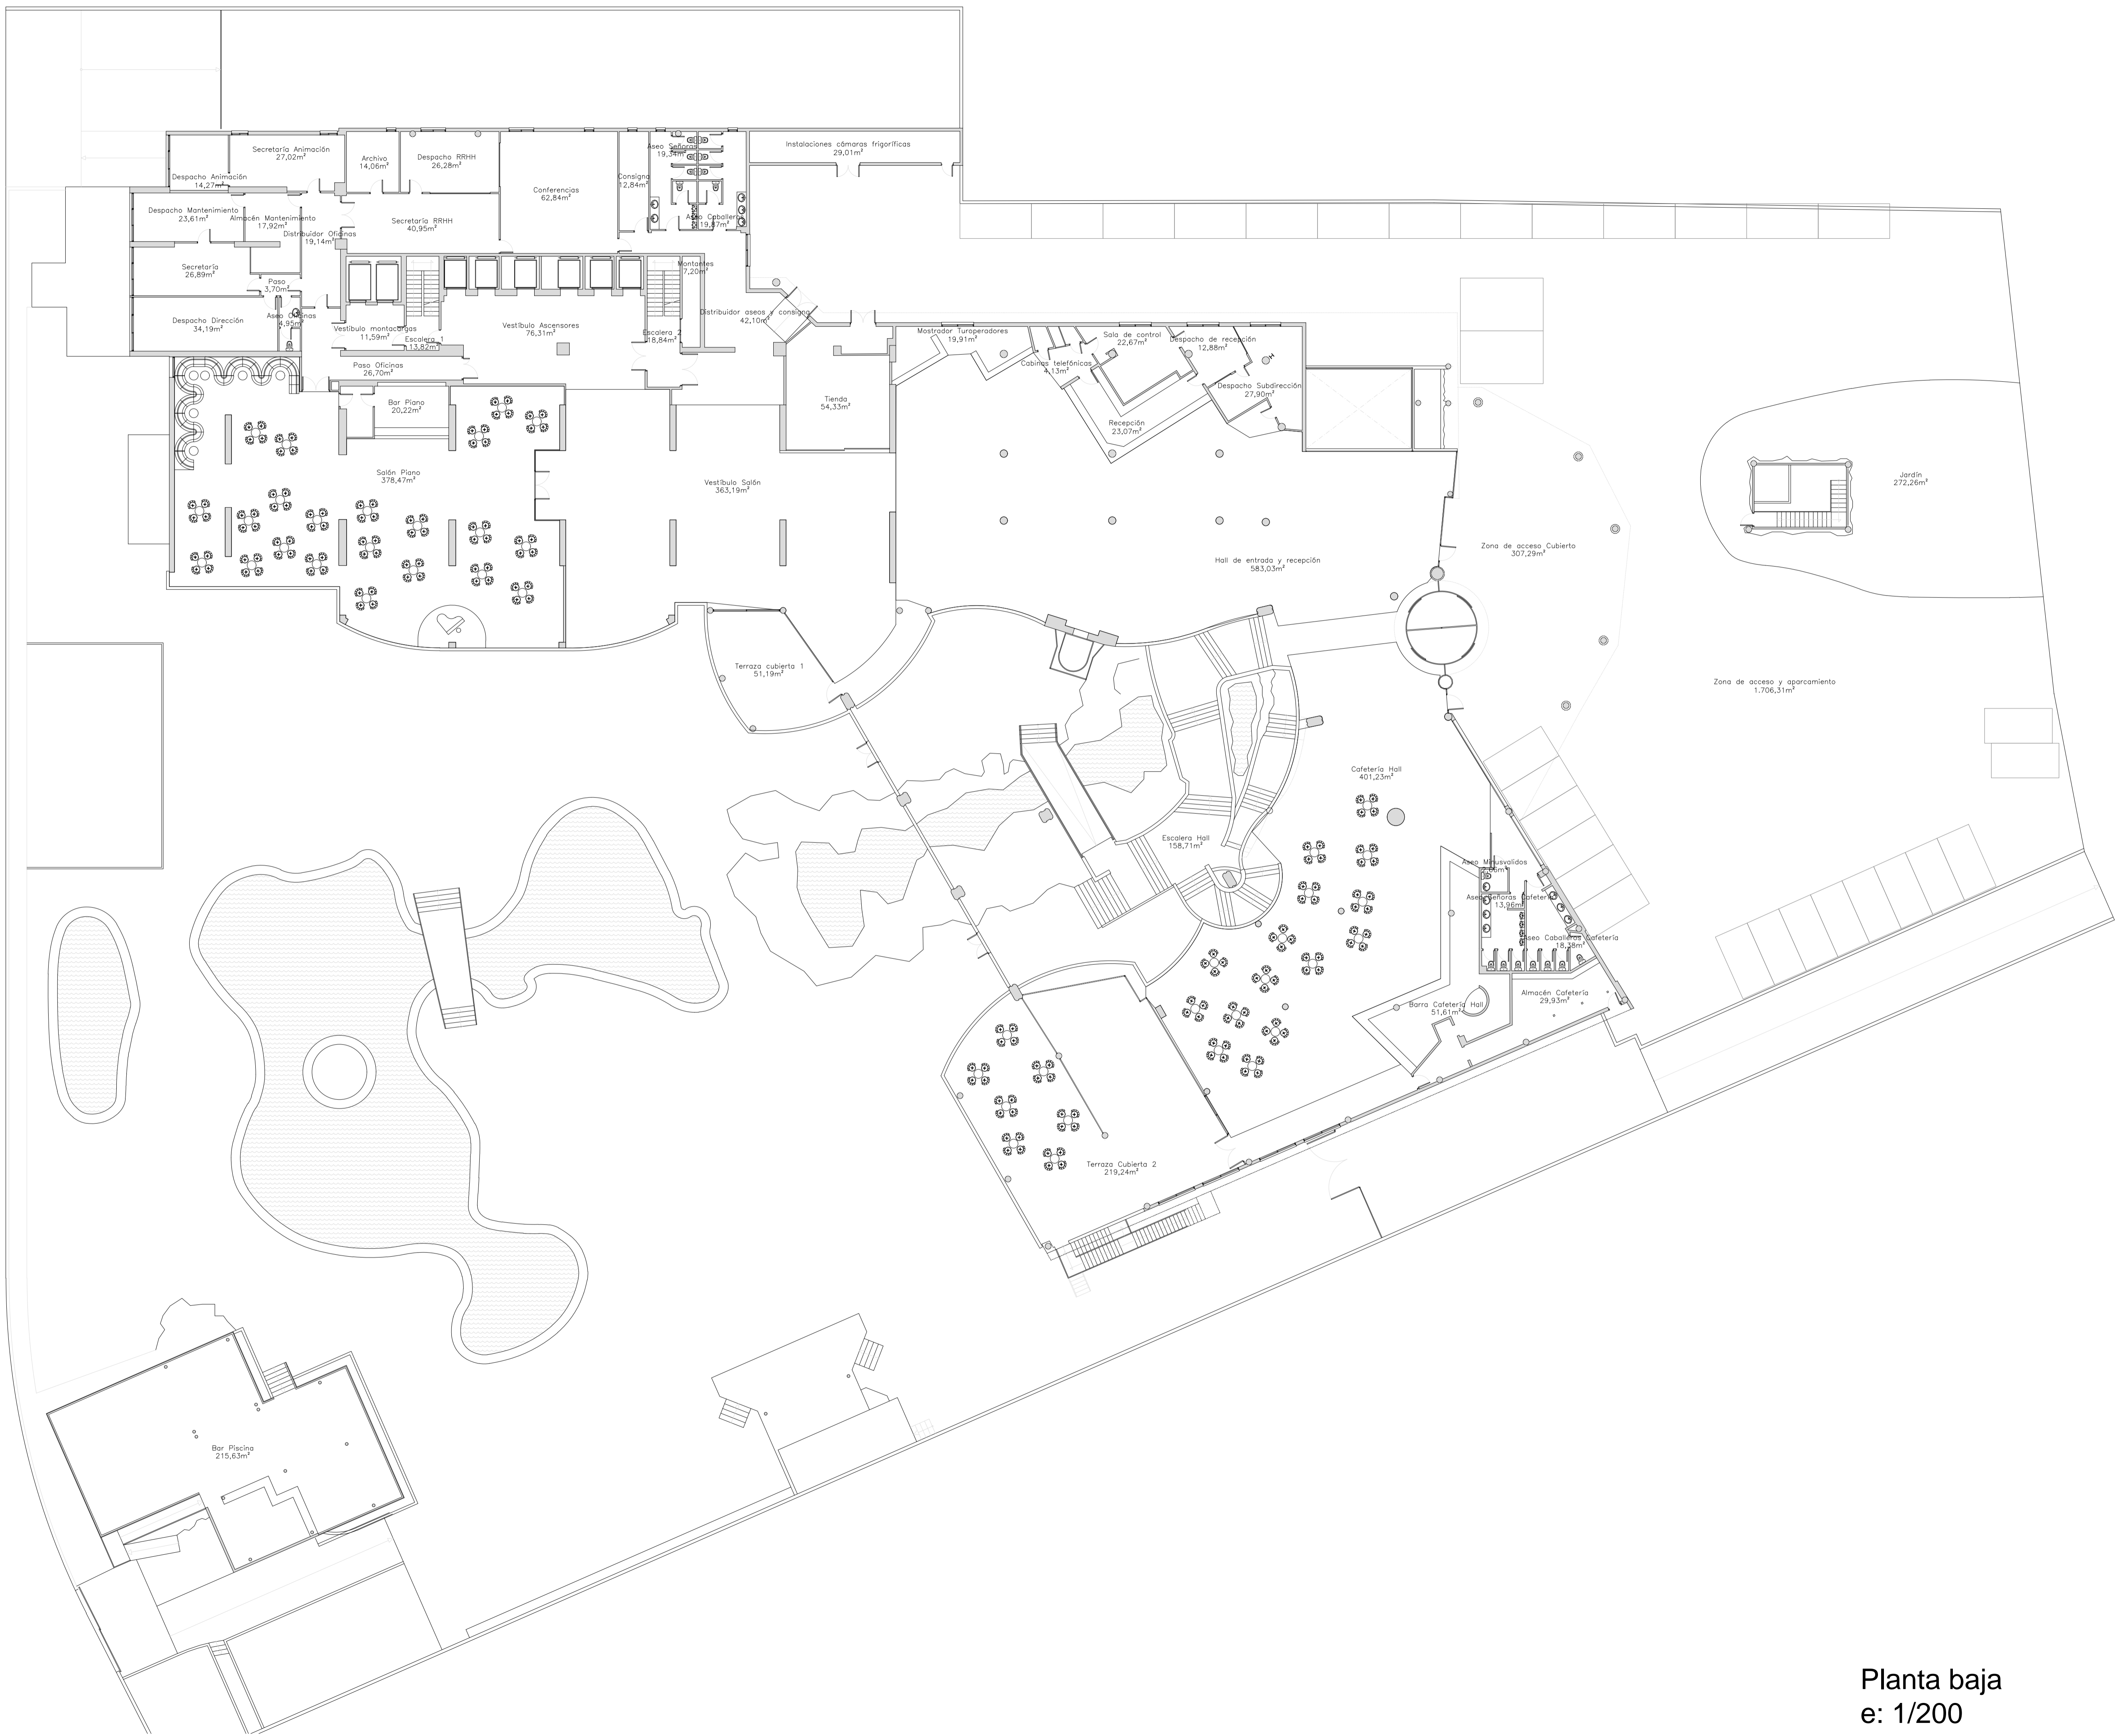 Secretaría Animación
27,02m²
Archivo
14,06m²
Despacho RRHH
26,28m²
Aseo Señoras
19,34m²
Instalaciones cámaras frigoríficas
29,01m²
Despacho Animación
14,27m²
Consigna
12,84m²
Conferencias
62,84m²
Despacho Mantenimiento
23,61m²
Almacén Mantenimiento
17,92m²
Secretaría RRHH
40,95m²
Aseo Caballeros
19,87m²
Distribuidor Oficinas
19,14m²
Secretaría
26,89m²
Montantes
7,20m²
Paso
3,70m²
Despacho Dirección
34,19m²
Aseo Oficinas
4,95m²
Vestíbulo montacargas
11,59m²
Escalera 1
13,82m²
Vestíbulo Ascensores
76,31m²
Escalera 2
18,84m²
Distribuidor aseos y consigna
42,10m²
Mostrador Turoperadores
19,91m²
Sala de control
22,67m²
Despacho de recepción
12,88m²
Cabinas telefónicas
4,13m²
Paso Oficinas
26,70m²
Despacho Subdirección
27,90m²
Bar Piano
20,22m²
Tienda
54,33m²
Recepción
23,07m²
Salón Piano
378,47m²
Vestíbulo Salón
363,19m²
Jardín
272,26m²
Zona de acceso Cubierto
307,29m²
Hall de entrada y recepción
583,03m²
Terraza cubierta 1
51,19m²
Zona de acceso y aparcamiento
1.706,31m²
Cafetería Hall
401,23m²
Escalera Hall
158,71m²
Aseo Minusvalidos
Aseo Señoras Cafetería
13,96m²
Aseo Caballeros Cafetería
18,38m²
Almacén Cafetería
29,93m²
Barra Cafetería Hall
51,61m²
Terraza Cubierta 2
219,24m²
Bar Piscina
215,63m²
Planta baja
e: 1/200